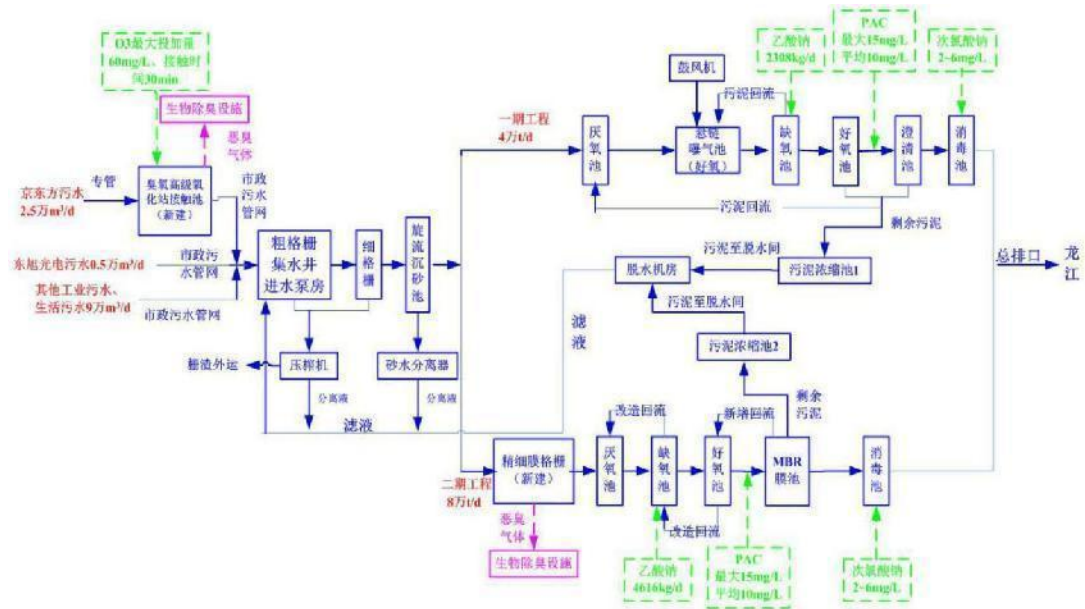 O3最大投加量
60mg/L、接触时
间30min
生物除臭设施
恶臭
气体
专管
京东方污水
2.5万m³/d
臭氧高级氧
化站接触池
(新建)
市政
污水
管网
东旭光电污水0.5万m³/d
市政污
水管网
其他工业污水、
生活污水9万m³/d
市政污水管网
粗格栅
集水井
进水泵房
细格栅
旋流沉砂池
栅渣外运
压榨机
砂水分离器
分离液
分离液
滤液
一期工程
4万t/d
厌氧池
鼓风机
悬链
曝气池
(好氧)
污泥回流
乙酸钠
2308kg/d
缺氧池
好氧池
PAC
最大15mg/L
平均10mg/L
澄清池
次氯酸钠
2~6mg/L
消毒池
污泥回流
剩余污泥
污泥至脱水间
脱水机房
污泥浓缩池1
总排口
龙江
污泥至脱水间
滤液
污泥浓缩池2
剩余
污泥
二期工程
8万t/d
精细膜格栅
(新建)
恶臭
气体
生物除臭设施
改造回流
厌氧池
缺氧池
好氧池
新增回流
MBR
膜池
消毒池
改造回流
乙酸钠
4616kg/d
PAC
最大15mg/L
平均10mg/L
次氯酸钠
2~6mg/L